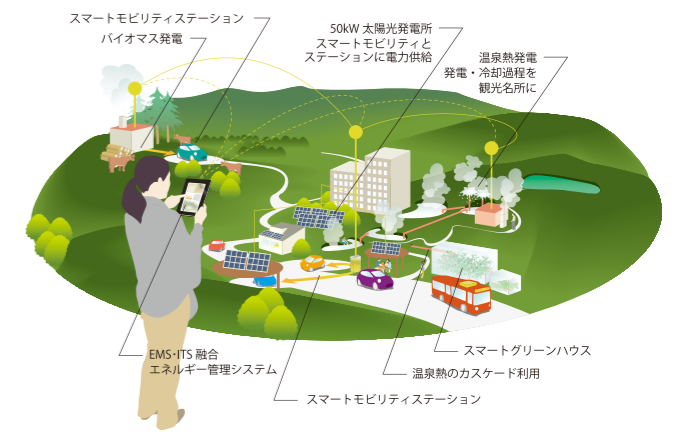 スマートモビリティステーション
バイオマス発電
50kW 太陽光発電所
スマートモビリティと
ステーションに電力供給
温泉熱発電
発電・冷却過程を
観光名所に
EMS・ITS 融合
エネルギー管理システム
スマートグリーンハウス
温泉熱のカスケード利用
スマートモビリティステーション